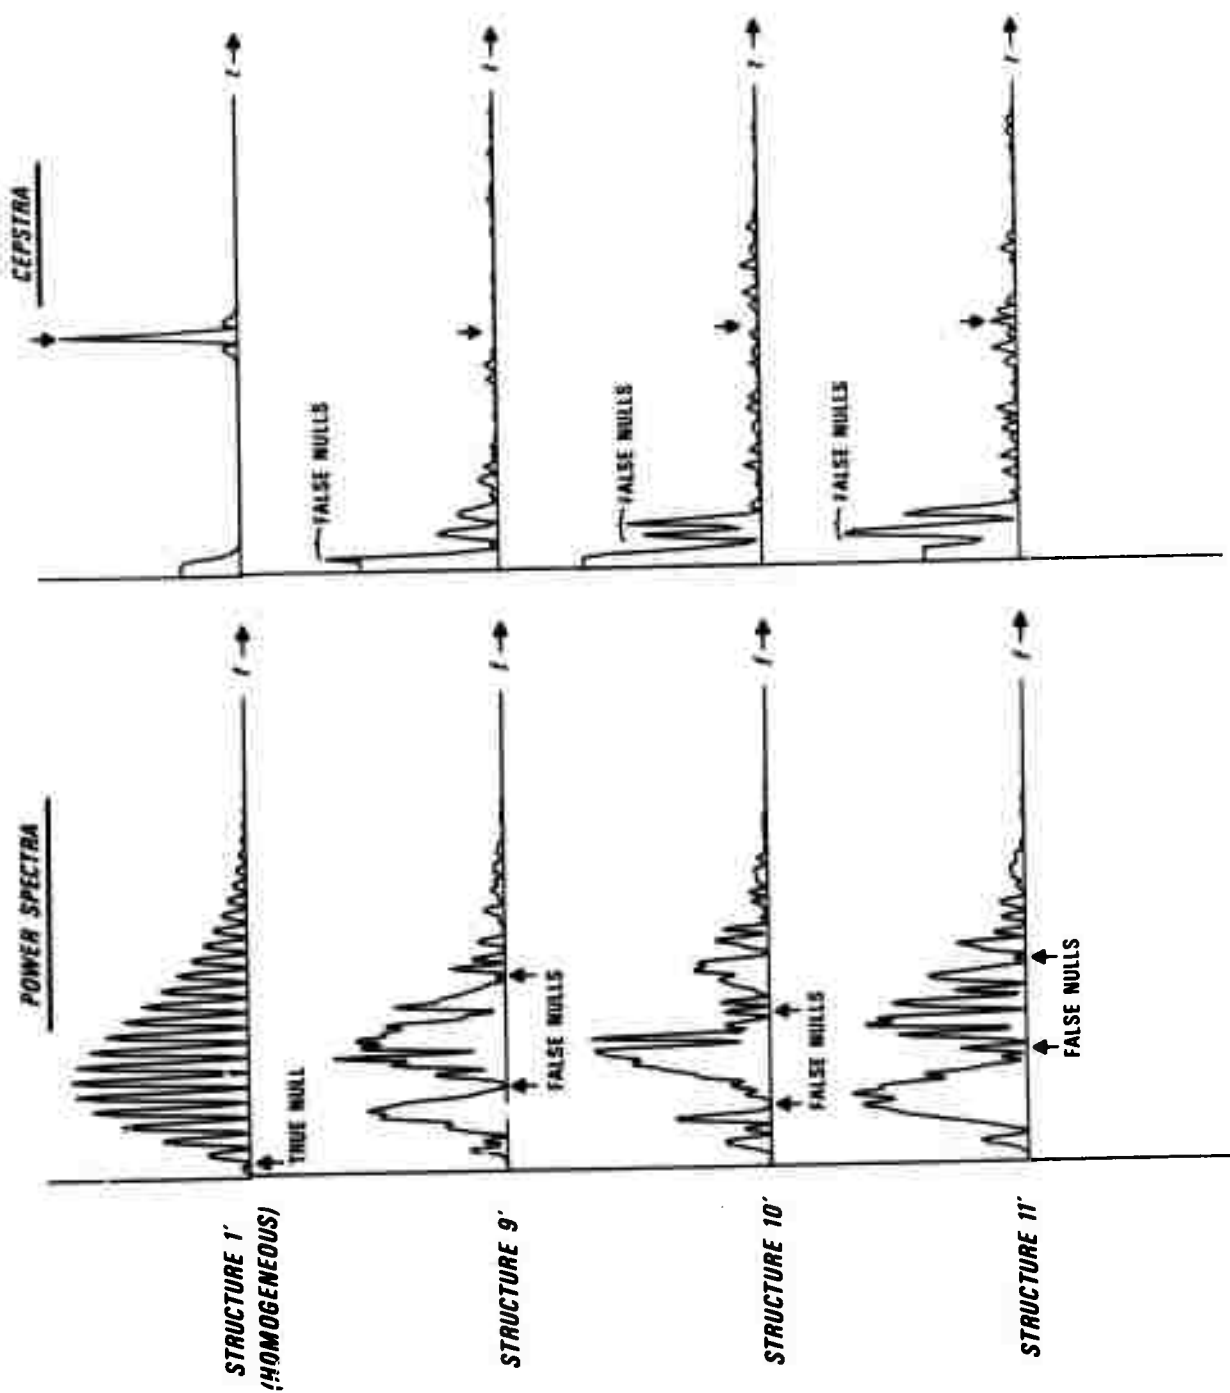 POWER SPECTRA
CEPSTRA
STRUCTURE 1′
(HOMOGENEOUS)
TRUE NULL
f
t
STRUCTURE 9′
FALSE NULLS
f
FALSE NULLS
t
STRUCTURE 10′
FALSE NULLS
f
FALSE NULLS
t
STRUCTURE 11′
FALSE NULLS
f
FALSE NULLS
t